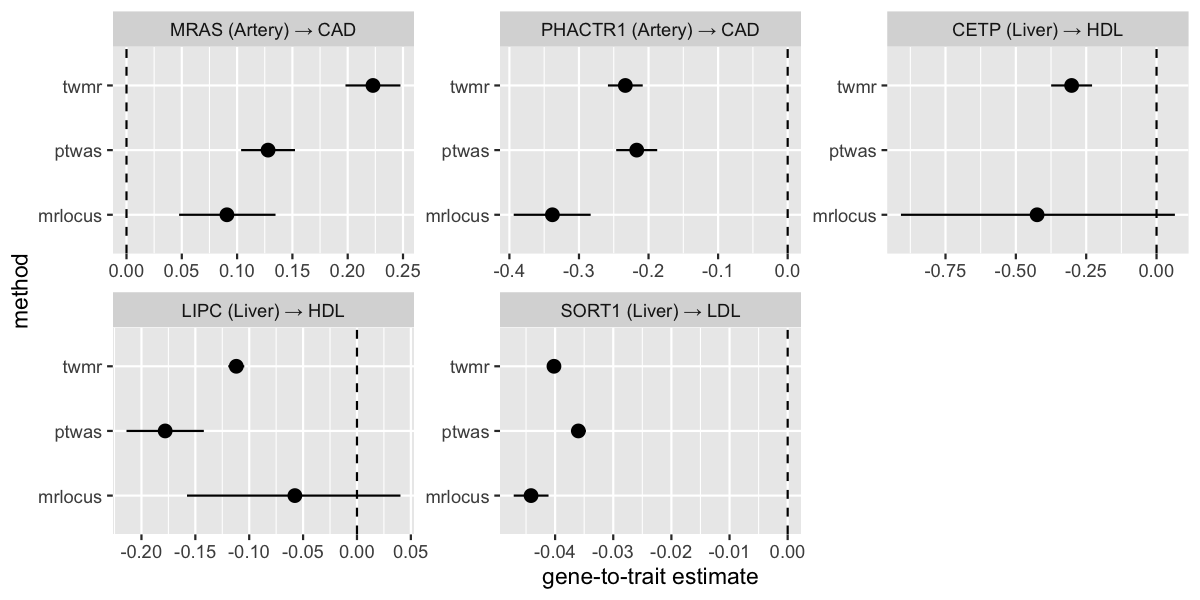 MRAS (Artery) → CAD
PHACTR1 (Artery) → CAD
CETP (Liver) → HDL
twmr
ptwas
mrlocus
twmr
ptwas
mrlocus
twmr
ptwas
mrlocus
0.00 0.05 0.10 0.15 0.20 0.25
-0.4 -0.3 -0.2 -0.1 0.0
-0.75 -0.50 -0.25 0.00
method
LIPC (Liver) → HDL
SORT1 (Liver) → LDL
twmr
ptwas
mrlocus
twmr
ptwas
mrlocus
-0.20 -0.15 -0.10 -0.05 0.00 0.05
-0.04 -0.03 -0.02 -0.01 0.00
gene-to-trait estimate